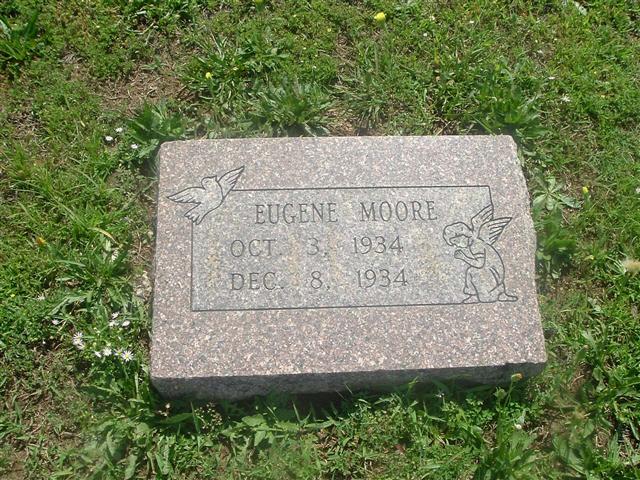 EUGENE MOORE
OCT. 3, 1934
DEC. 8, 1934